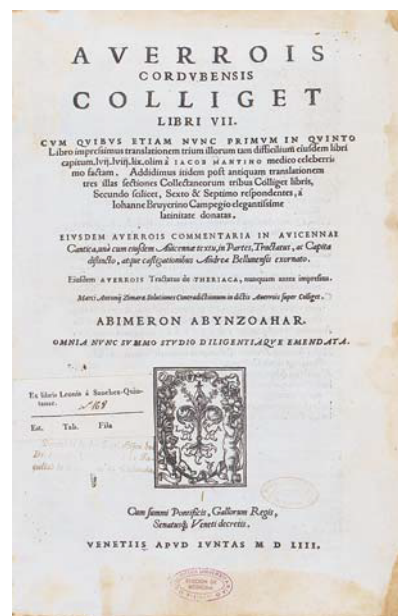 AVERROIS
CORDVBENSIS
COLLIGET
LIBRI VII.
CVM QVIBVS ETIAM NVNC PRIMVM IN QVINTO
Libro impressimus translationem trium illorum tam difficilium eiusdem libri
capitum, lvij. lviij. lix, olim à IACOB MANTINO medico celeberri
mo factam. Addidimus itidem post antiquam translationem
tres illas sectiones Collectaneorum tribus Colliget libris,
Secundo scilicet, Sexto & Septimo respondentes, à
Iohanne Bruyerino Campegio elegantissime
latinitate donatas.
EIVSDEM AVERROIS COMMENTARIA IN AVICENNAE
Cantica, unà cum eiusdem Auicennae textu, in Partes, Tractatus, ac Capita
distincto, atque castigationibus Andreae Bellunensis exornato.
Eiusdem AVERROIS Tractatus de THERIACA, nunquam antea impressus.
Marci Antonij Zimarae Solutiones Contradictionum in dictis Auerrois super Colliget.
ABIMERON ABYNZOAHAR.
OMNIA NVNC SVMMO STVDIO DILIGENTIAQVE EMENDATA.
Ex libris Leonis à Sanchez-Quin-
tanar.
nº 168
Est. Tab. Fila
Cum summi Pontificis, Gallorum Regis,
Senatusq́; Veneti decretis.
VENETIIS APVD IVNTAS M D LIII.